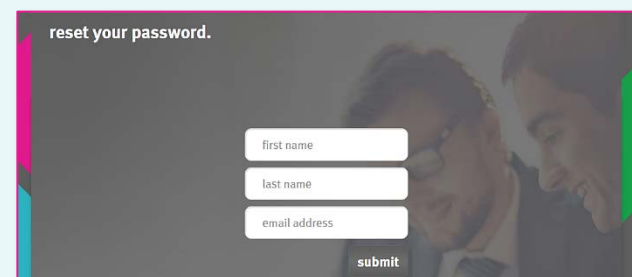 reset your password.
first name
last name
email address
submit